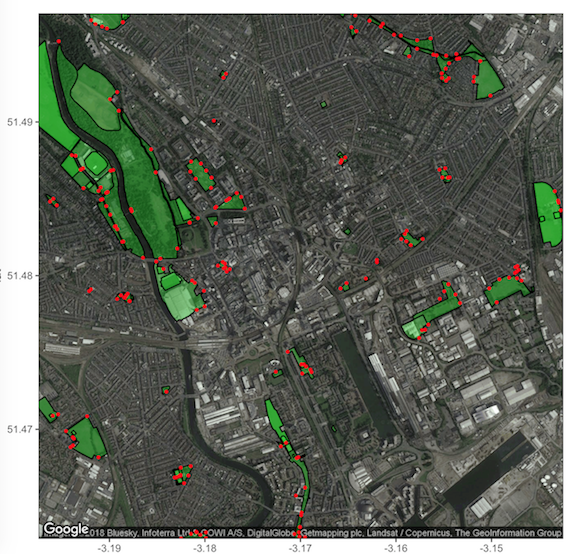 51.49
51.48
51.47
Google
2018 Bluesky, Infoterra Ltd & COWI A/S, DigitalGlobe, Getmapping plc, Landsat / Copernicus, The GeoInformation Group
-3.19 -3.18 -3.17 -3.16 -3.15